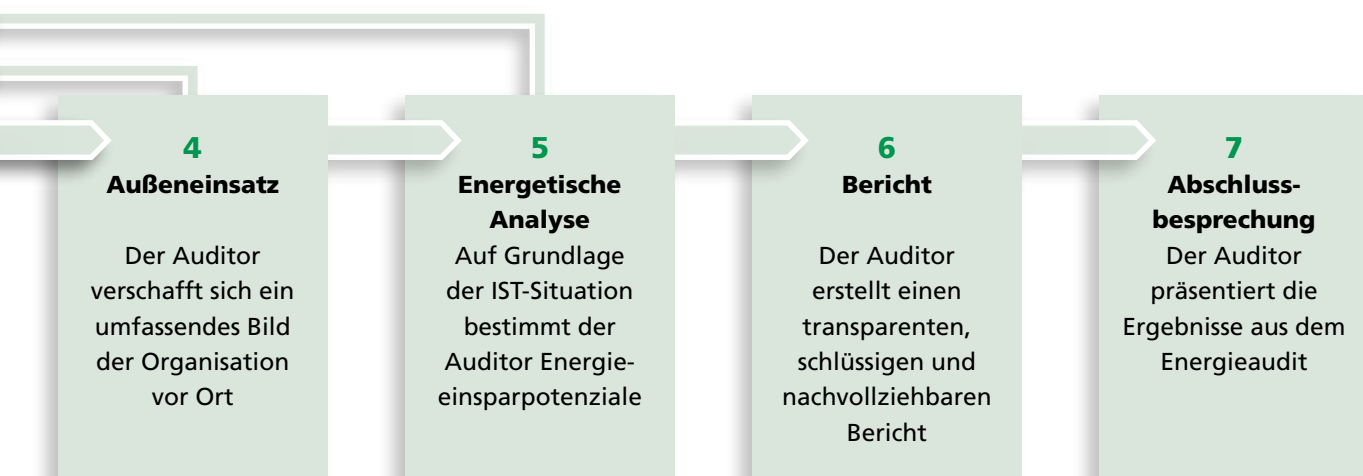 4
Außeneinsatz
Der Auditor
verschafft sich ein
umfassendes Bild
der Organisation
vor Ort
5
Energetische
Analyse
Auf Grundlage
der IST-Situation
bestimmt der
Auditor Energie-
einsparpotenziale
6
Bericht
Der Auditor
erstellt einen
transparenten,
schlüssigen und
nachvollziehbaren
Bericht
7
Abschluss-
besprechung
Der Auditor
präsentiert die
Ergebnisse aus dem
Energieaudit